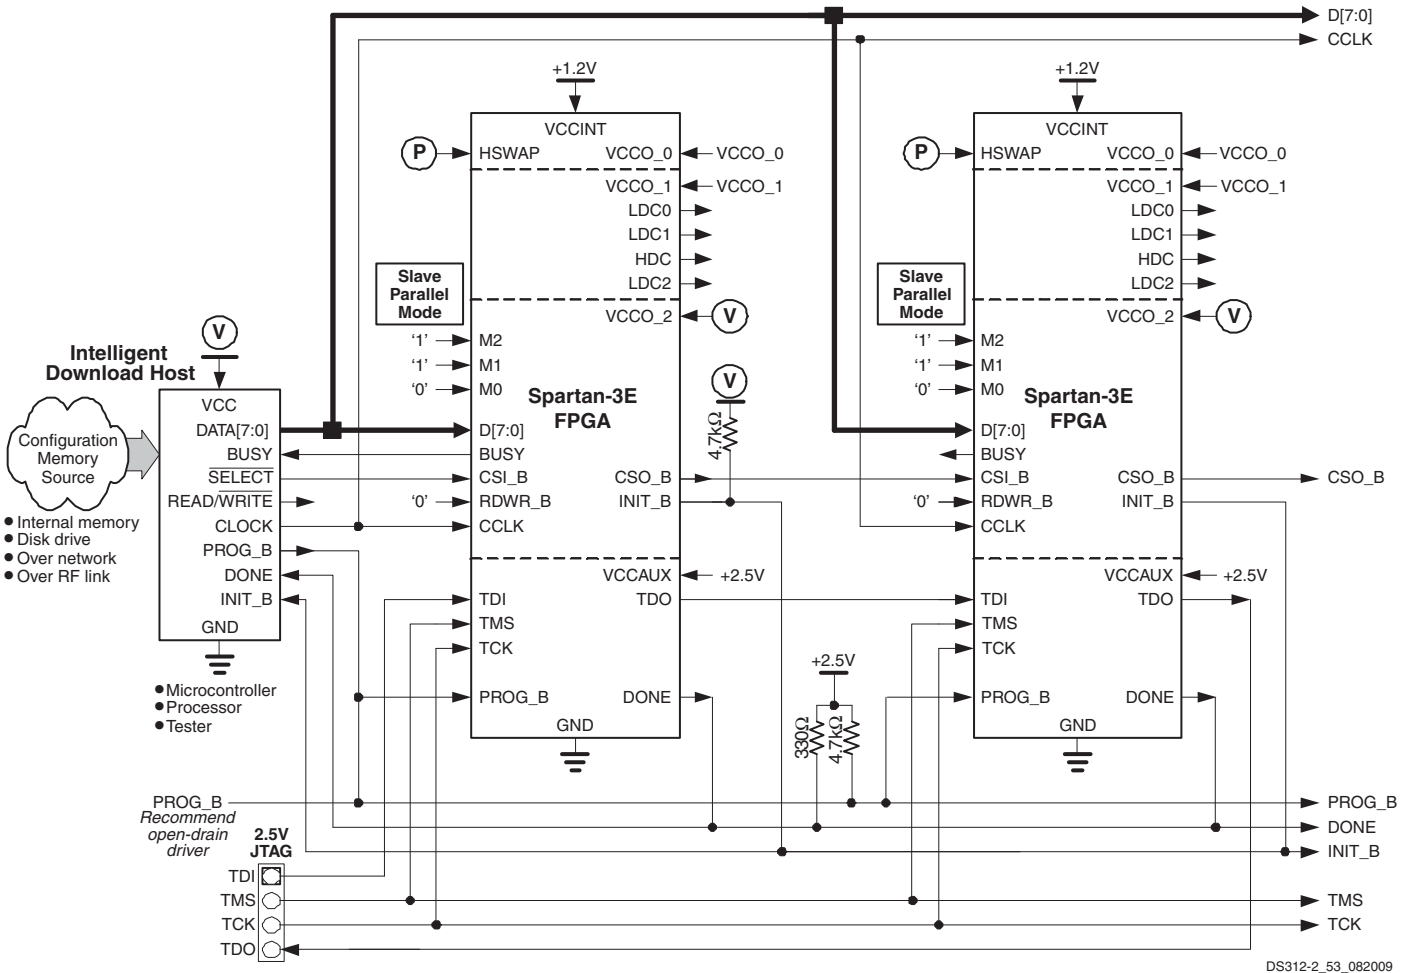 D[7:0]
CCLK
+1.2V
+1.2V
VCCINT
VCCINT
P
HSWAP
VCCO_0
VCCO_0
P
HSWAP
VCCO_0
VCCO_0
VCCO_1
VCCO_1
VCCO_1
VCCO_1
LDC0
LDC0
LDC1
LDC1
HDC
HDC
LDC2
LDC2
Slave
Parallel
Mode
Slave
Parallel
Mode
VCCO_2
V
VCCO_2
V
'1'
M2
'1'
M2
'1'
M1
'1'
M1
'0'
M0
'0'
M0
V
Intelligent
Download Host
Spartan-3E
FPGA
V
4.7kΩ
Spartan-3E
FPGA
Configuration
Memory
Source
Internal memory
Disk drive
Over network
Over RF link
VCC
DATA[7:0]
BUSY
SELECT
READ/WRITE
CLOCK
PROG_B
DONE
INIT_B
GND
Microcontroller
Processor
Tester
D[7:0]
BUSY
CSI_B
CSO_B
'0'
RDWR_B
INIT_B
CCLK
D[7:0]
BUSY
CSI_B
CSO_B
CSO_B
'0'
RDWR_B
INIT_B
CCLK
VCCAUX
+2.5V
VCCAUX
+2.5V
TDI
TDO
TDI
TDO
TMS
TMS
TCK
TCK
+2.5V
330Ω
4.7kΩ
PROG_B
DONE
PROG_B
DONE
GND
GND
PROG_B
Recommend
open-drain
driver
PROG_B
DONE
INIT_B
2.5V
JTAG
TDI
TMS
TMS
TCK
TCK
TDO
DS312-2_53_082009